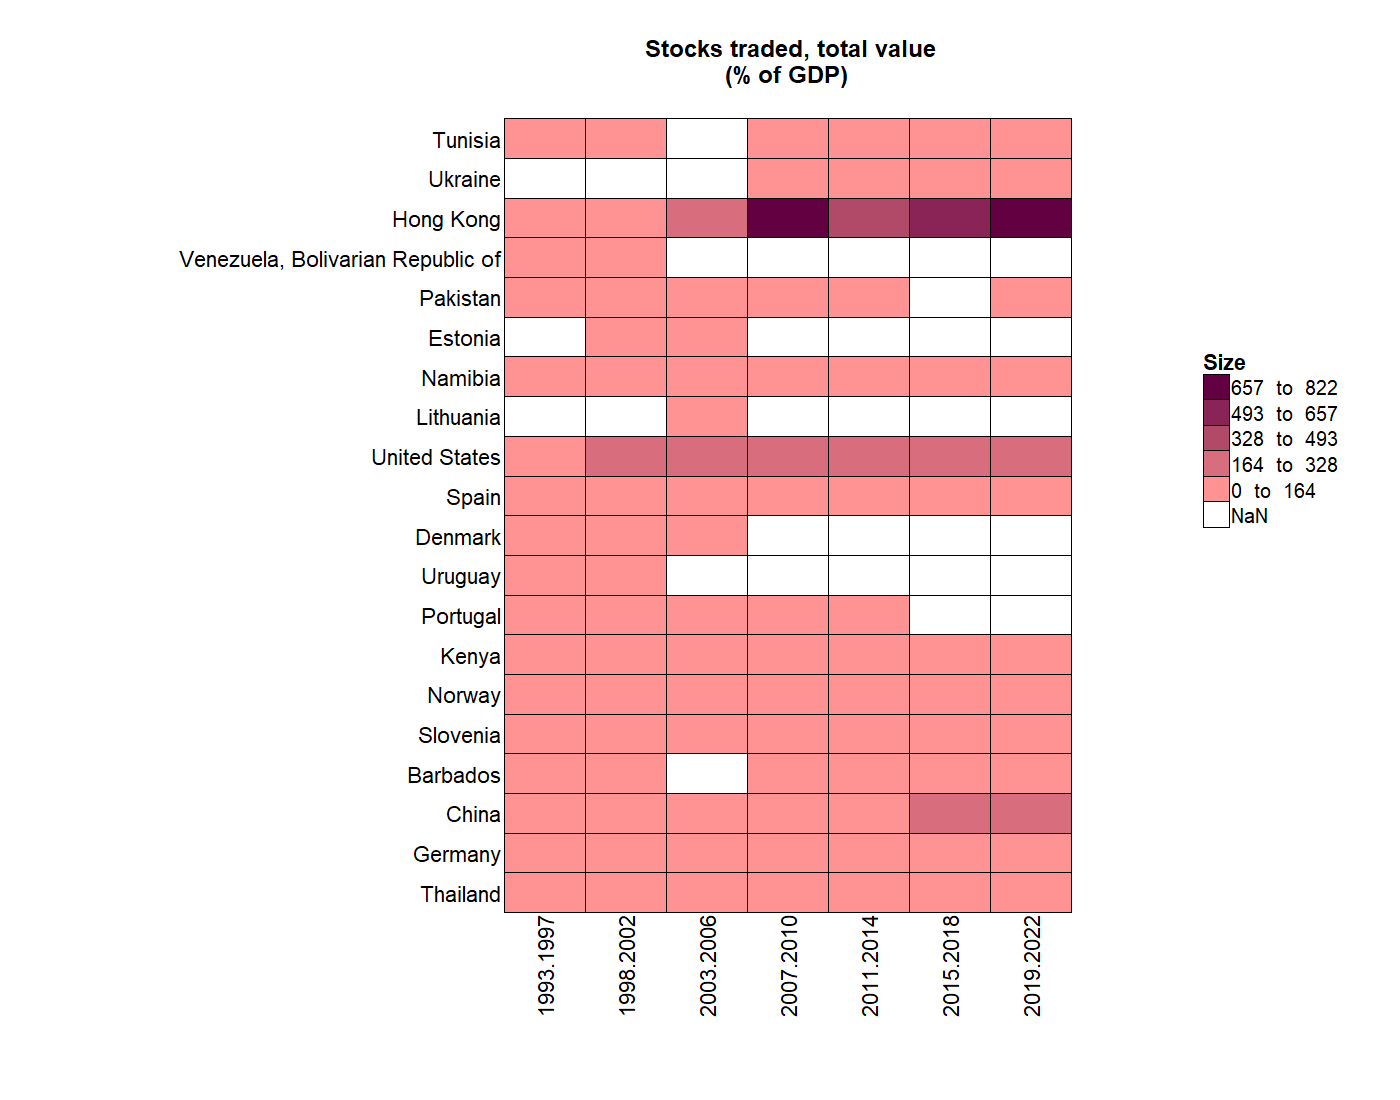 Stocks traded, total value
(% of GDP)
Tunisia
Ukraine
Hong Kong
Venezuela, Bolivarian Republic of
Pakistan
Estonia
Namibia
Lithuania
United States
Spain
Denmark
Uruguay
Portugal
Kenya
Norway
Slovenia
Barbados
China
Germany
Thailand
1993.1997
1998.2002
2003.2006
2007.2010
2011.2014
2015.2018
2019.2022
Size
657 to 822
493 to 657
328 to 493
164 to 328
0 to 164
NaN